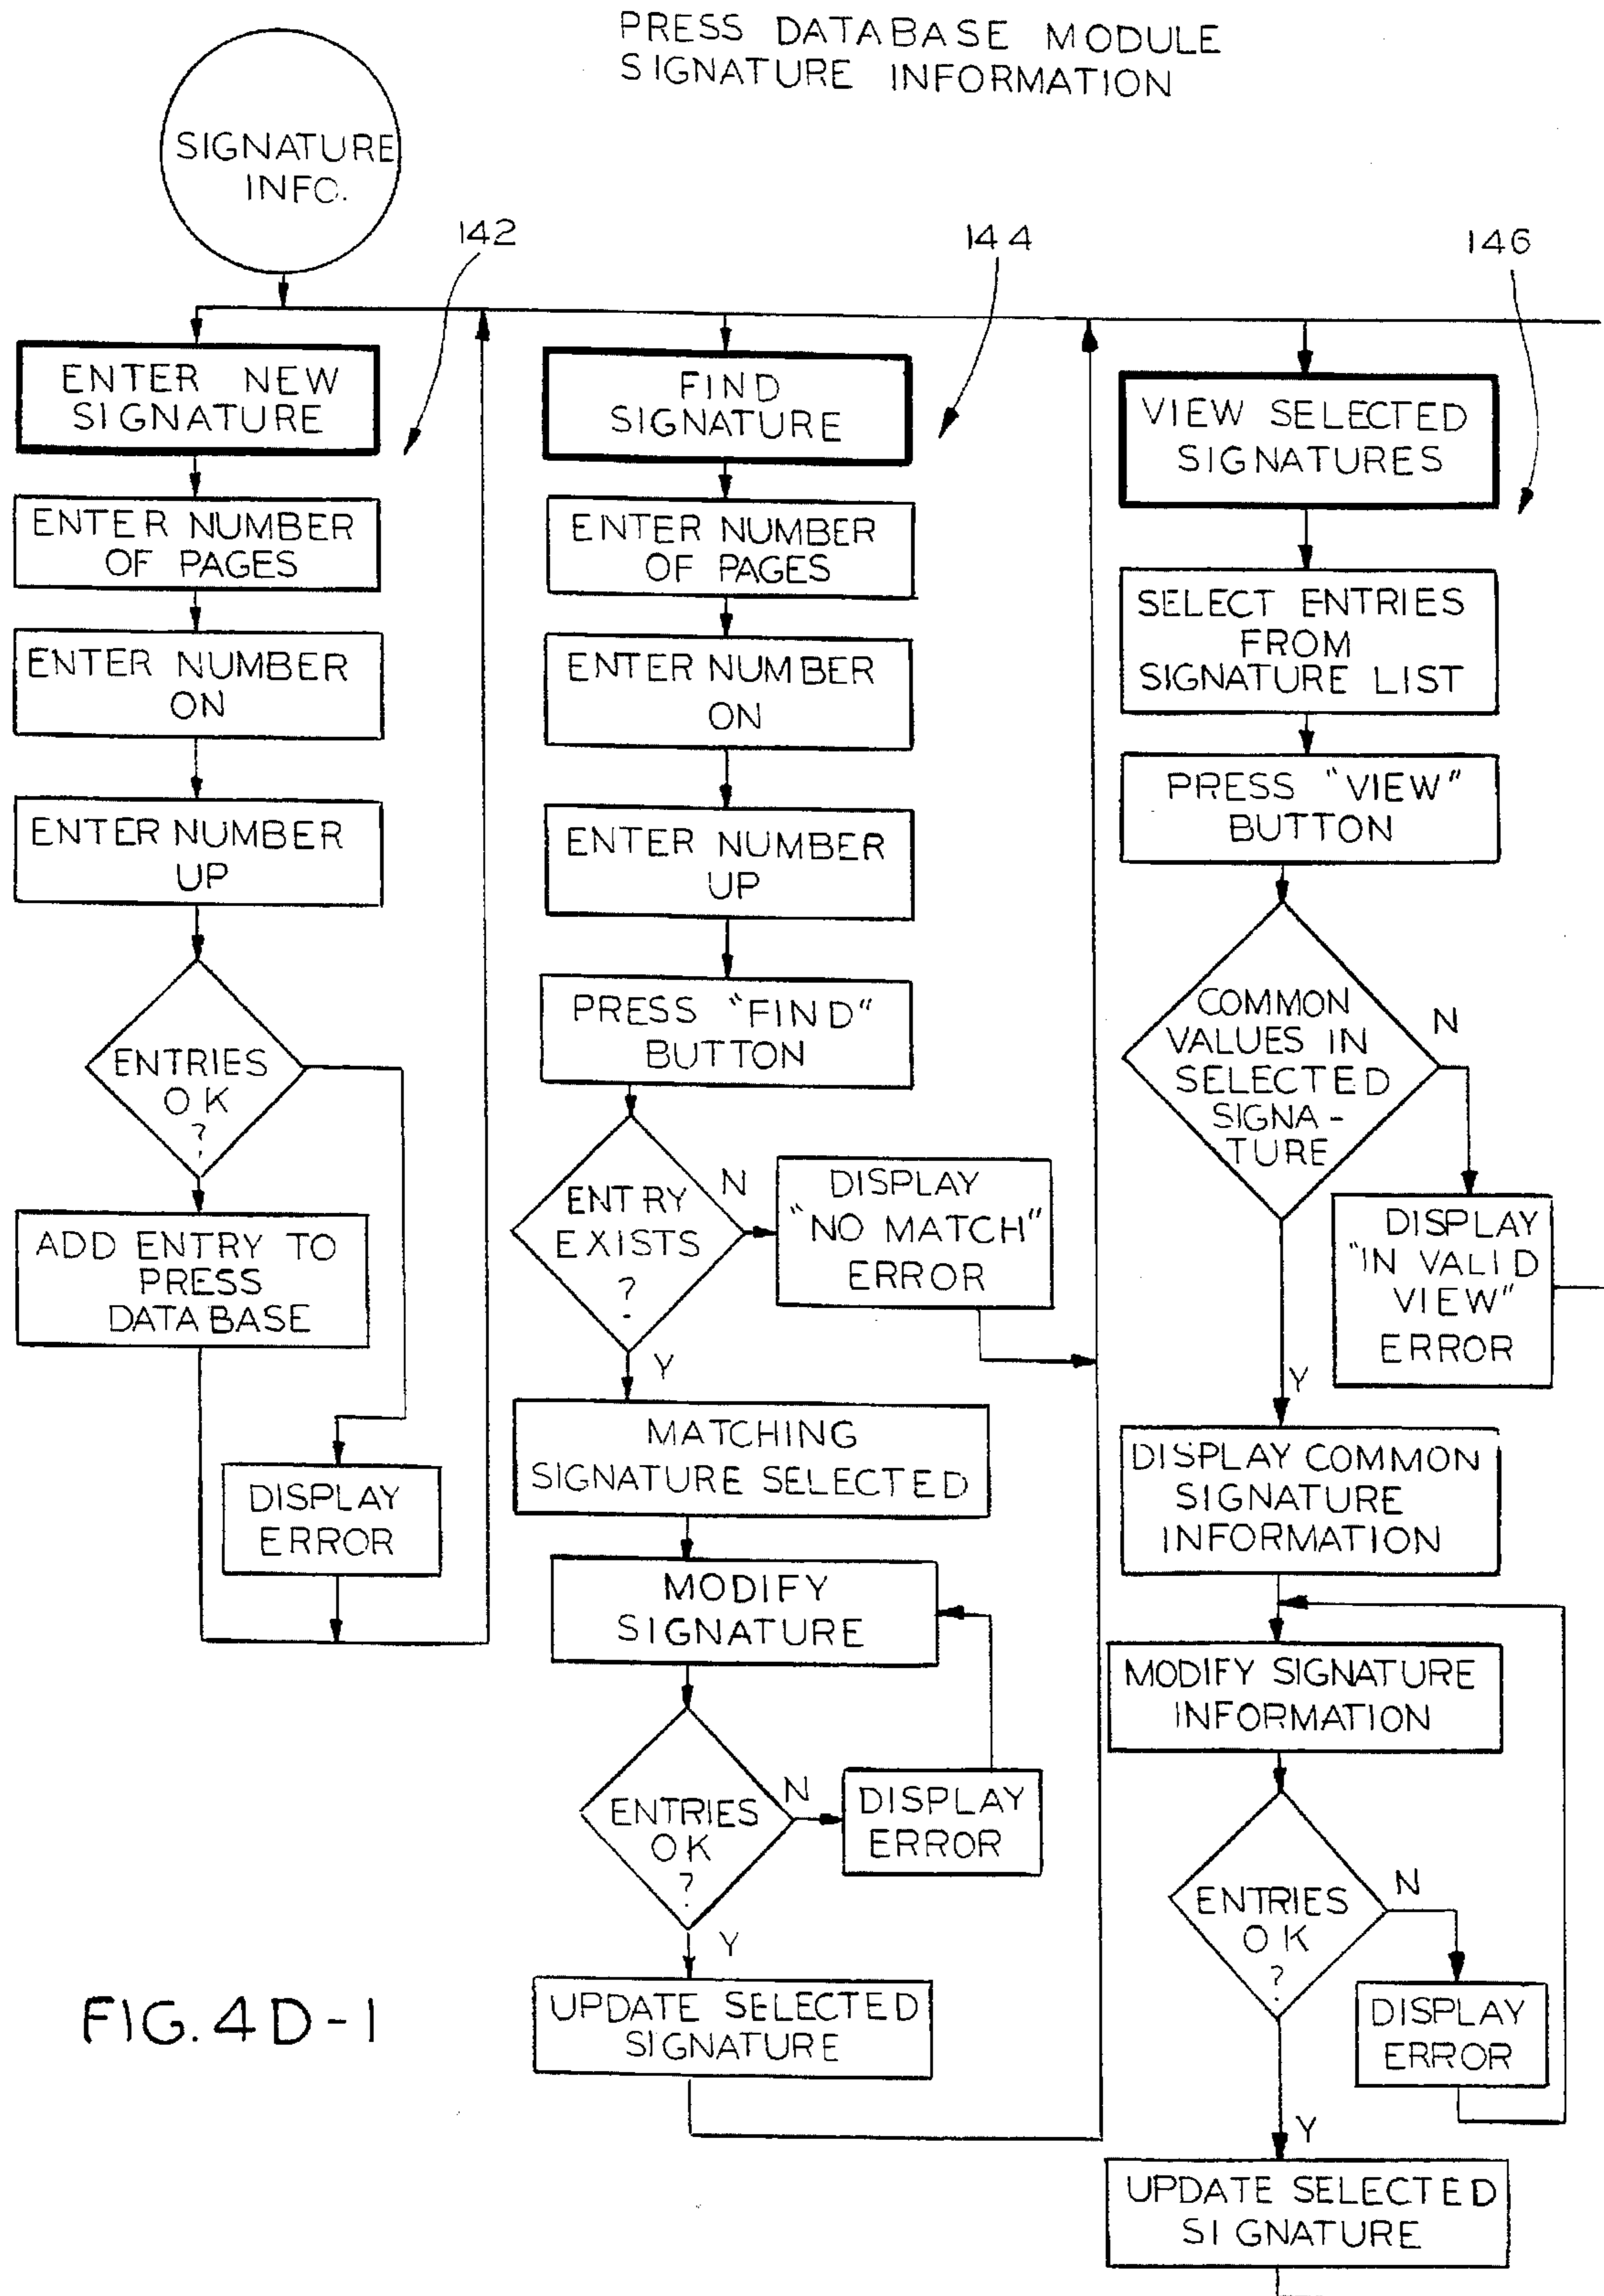 PRESS DATABASE MODULE
SIGNATURE INFORMATION
SIGNATURE
INFO.
142
144
146
ENTER NEW
SIGNATURE
ENTER NUMBER
OF PAGES
ENTER NUMBER
ON
ENTER NUMBER
UP
ENTRIES
OK
?
ADD ENTRY TO
PRESS
DATABASE
DISPLAY
ERROR
FIND
SIGNATURE
ENTER NUMBER
OF PAGES
ENTER NUMBER
ON
ENTER NUMBER
UP
PRESS "FIND"
BUTTON
ENTRY
EXISTS
?
N
DISPLAY
"NO MATCH"
ERROR
Y
MATCHING
SIGNATURE SELECTED
MODIFY
SIGNATURE
ENTRIES
OK
?
N
DISPLAY
ERROR
Y
UPDATE SELECTED
SIGNATURE
VIEW SELECTED
SIGNATURES
SELECT ENTRIES
FROM
SIGNATURE LIST
PRESS "VIEW"
BUTTON
COMMON
VALUES IN
SELECTED
SIGNA-
TURE
N
DISPLAY
"IN VALID
VIEW"
ERROR
Y
DISPLAY COMMON
SIGNATURE
INFORMATION
MODIFY SIGNATURE
INFORMATION
ENTRIES
OK
?
N
DISPLAY
ERROR
Y
UPDATE SELECTED
SIGNATURE
FIG. 4D-1